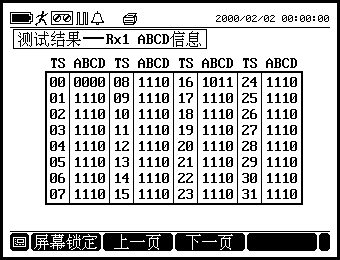 2000/02/02 00:00:00
测试结果──Rx1 ABCD信息
TS ABCD TS ABCD TS ABCD TS ABCD
00 0000 08 1110 16 1011 24 1110
01 1110 09 1110 17 1110 25 1110
02 1110 10 1110 18 1110 26 1110
03 1110 11 1110 19 1110 27 1110
04 1110 12 1110 20 1110 28 1110
05 1110 13 1110 21 1110 29 1110
06 1110 14 1110 22 1110 30 1110
07 1110 15 1110 23 1110 31 1110
屏幕锁定 上一页 下一页